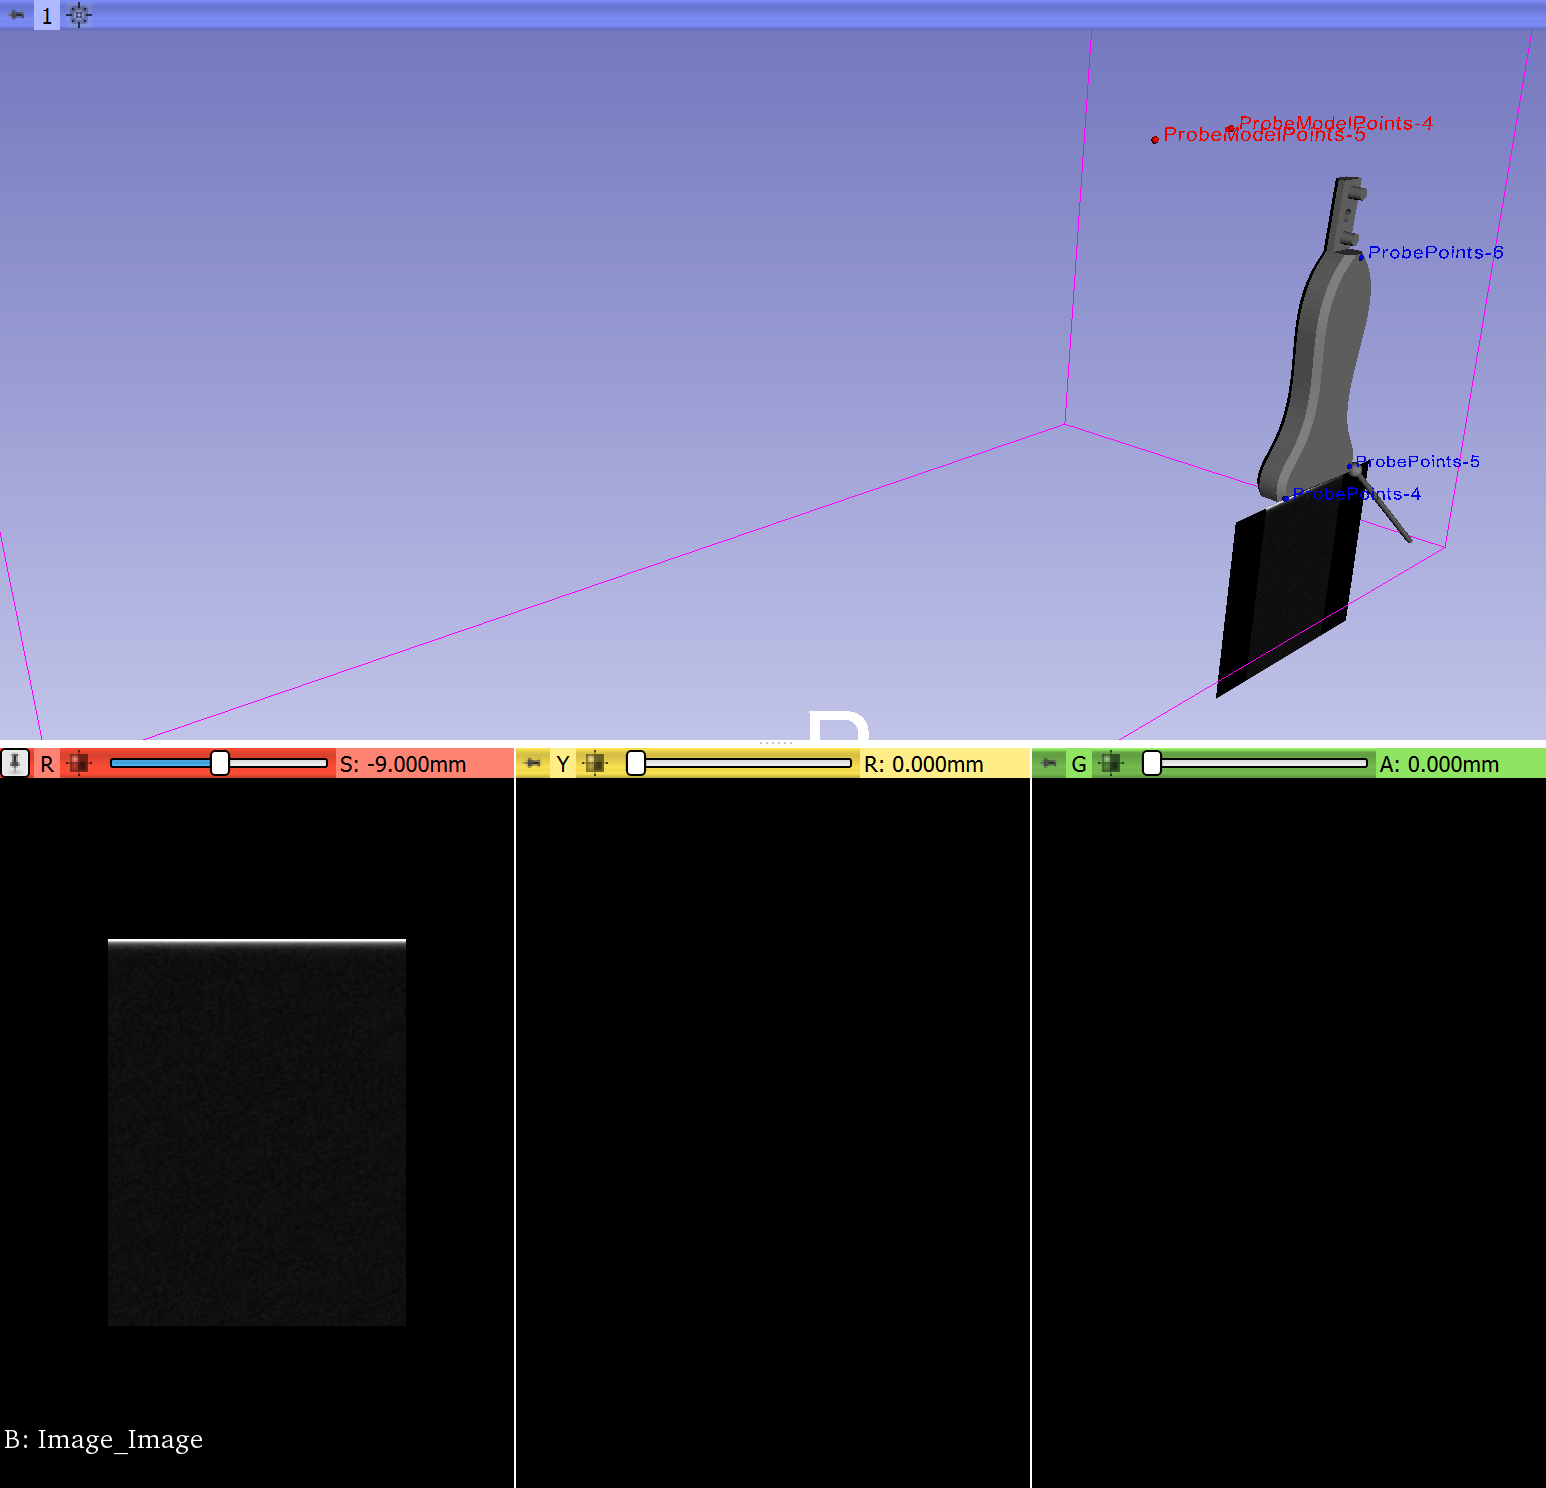 1
ProbeModelPoints-4
ProbeModelPoints-5
ProbePoints-6
ProbePoints-5
ProbePoints-4
R S: -9.000mm
Y R: 0.000mm
G A: 0.000mm
B: Image_Image